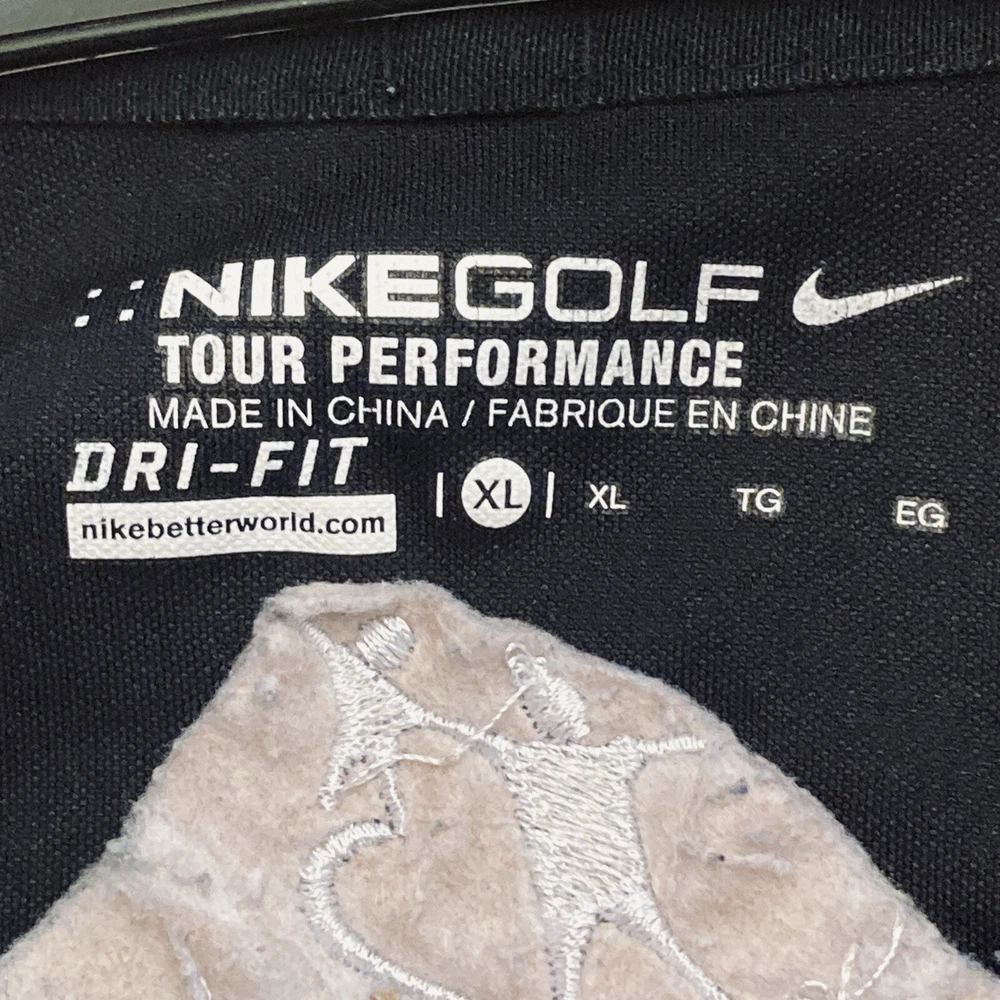 NIKEGOLF
TOUR PERFORMANCE
MADE IN CHINA / FABRIQUE EN CHINE
DRI-FIT
nikebetterworld.com
| XL | XL TG EG